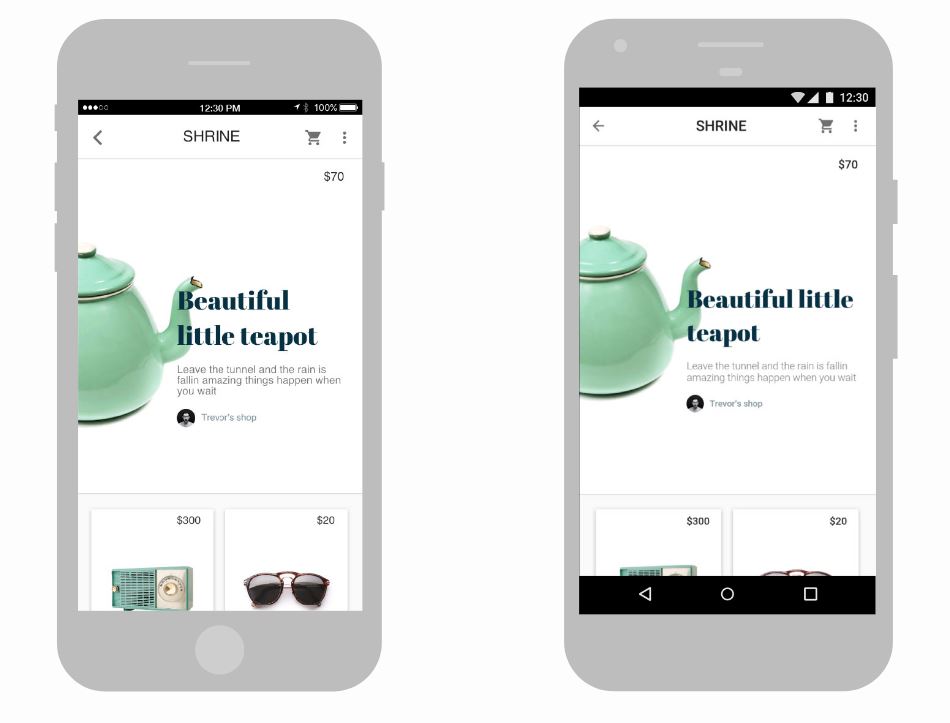 12:30 PM
100%
SHRINE
$70
Beautiful
little teapot
Leave the tunnel and the rain is
fallin amazing things happen when
you wait
Trevor's shop
$300
$20
12:30
SHRINE
$70
Beautiful little
teapot
Leave the tunnel and the rain is fallin
amazing things happen when you wait
Trevor's shop
$300
$20